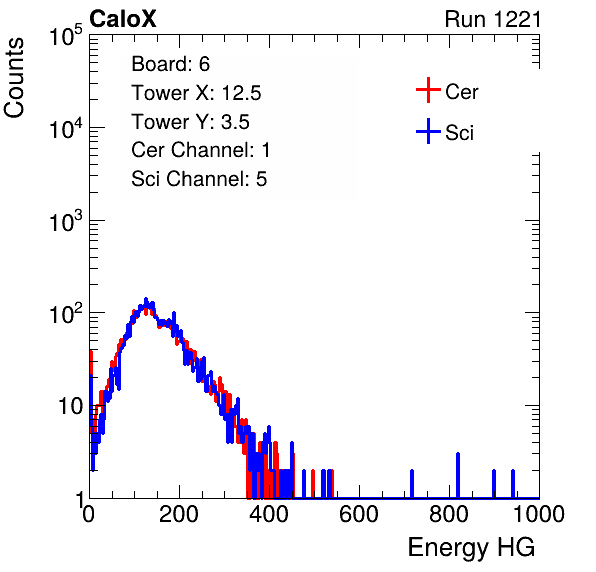 CaloX Run 1221
Counts
10^5
10^4
10^3
10^2
10
1
Board: 6
Tower X: 12.5
Tower Y: 3.5
Cer Channel: 1
Sci Channel: 5
Cer
Sci
0 200 400 600 800 1000
Energy HG